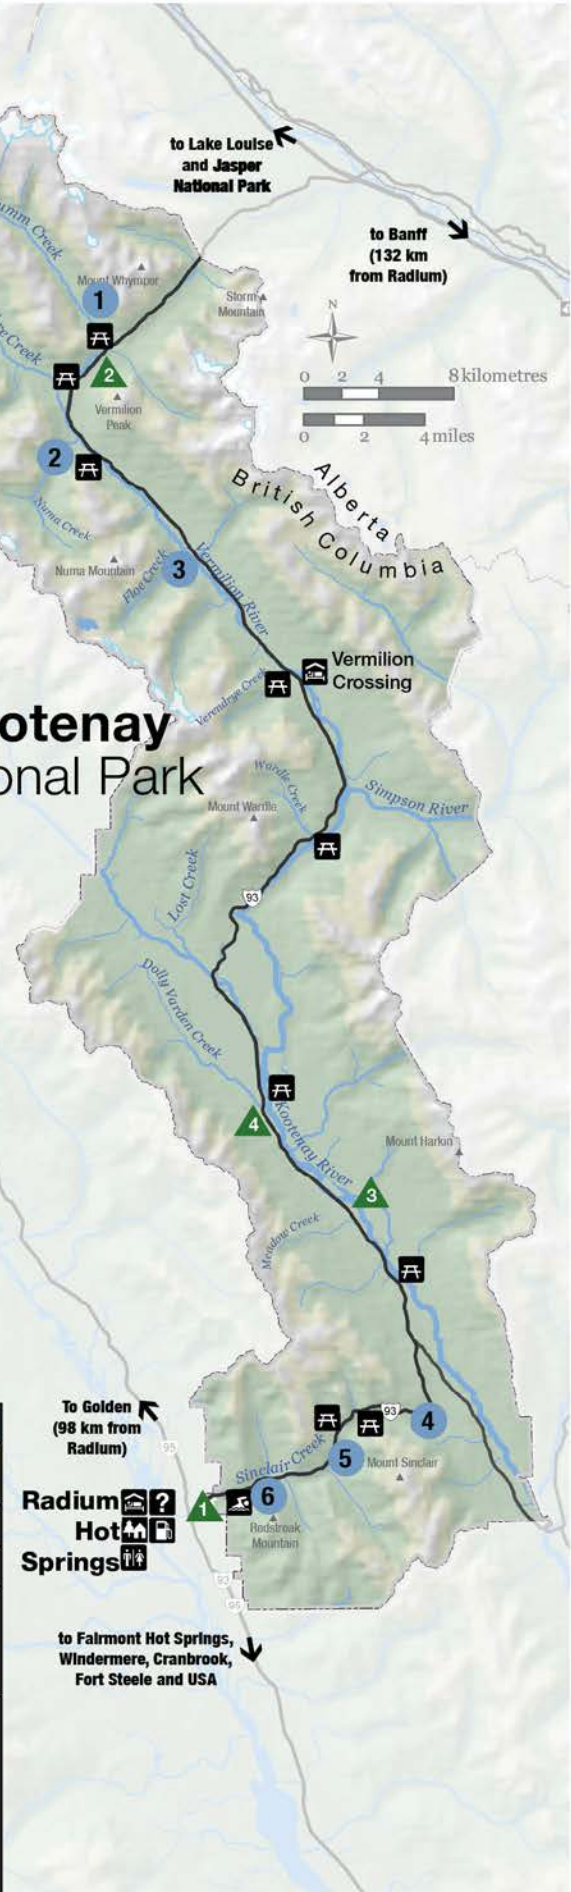 to Lake Louise
and Jasper
National Park
to Banff
(132 km
from Radium)
Creek
Mount Whymper
1
Storm
Mountain
N
0 2 4 8 kilometres
0 2 4 miles
Creek
2
Vermilion
Peak
2
Alberta
British Columbia
Numa Creek
Numa Mountain
Floe Creek
3
Vermilion River
Vermilion
Crossing
Verendrye Creek
otenay
onal Park
Wardle Creek
Simpson River
Mount Wardle
Lost Creek
93
Dolly Varden Creek
4
Kootenay River
Mount Harkin
3
Meadow Creek
To Golden
(98 km from
Radium)
95
93
4
Sinclair Creek
5
Mount Sinclair
Radium
?
Hot
Springs
1
6
Redstreak
Mountain
93
95
to Fairmont Hot Springs,
Windermere, Cranbrook,
Fort Steele and USA